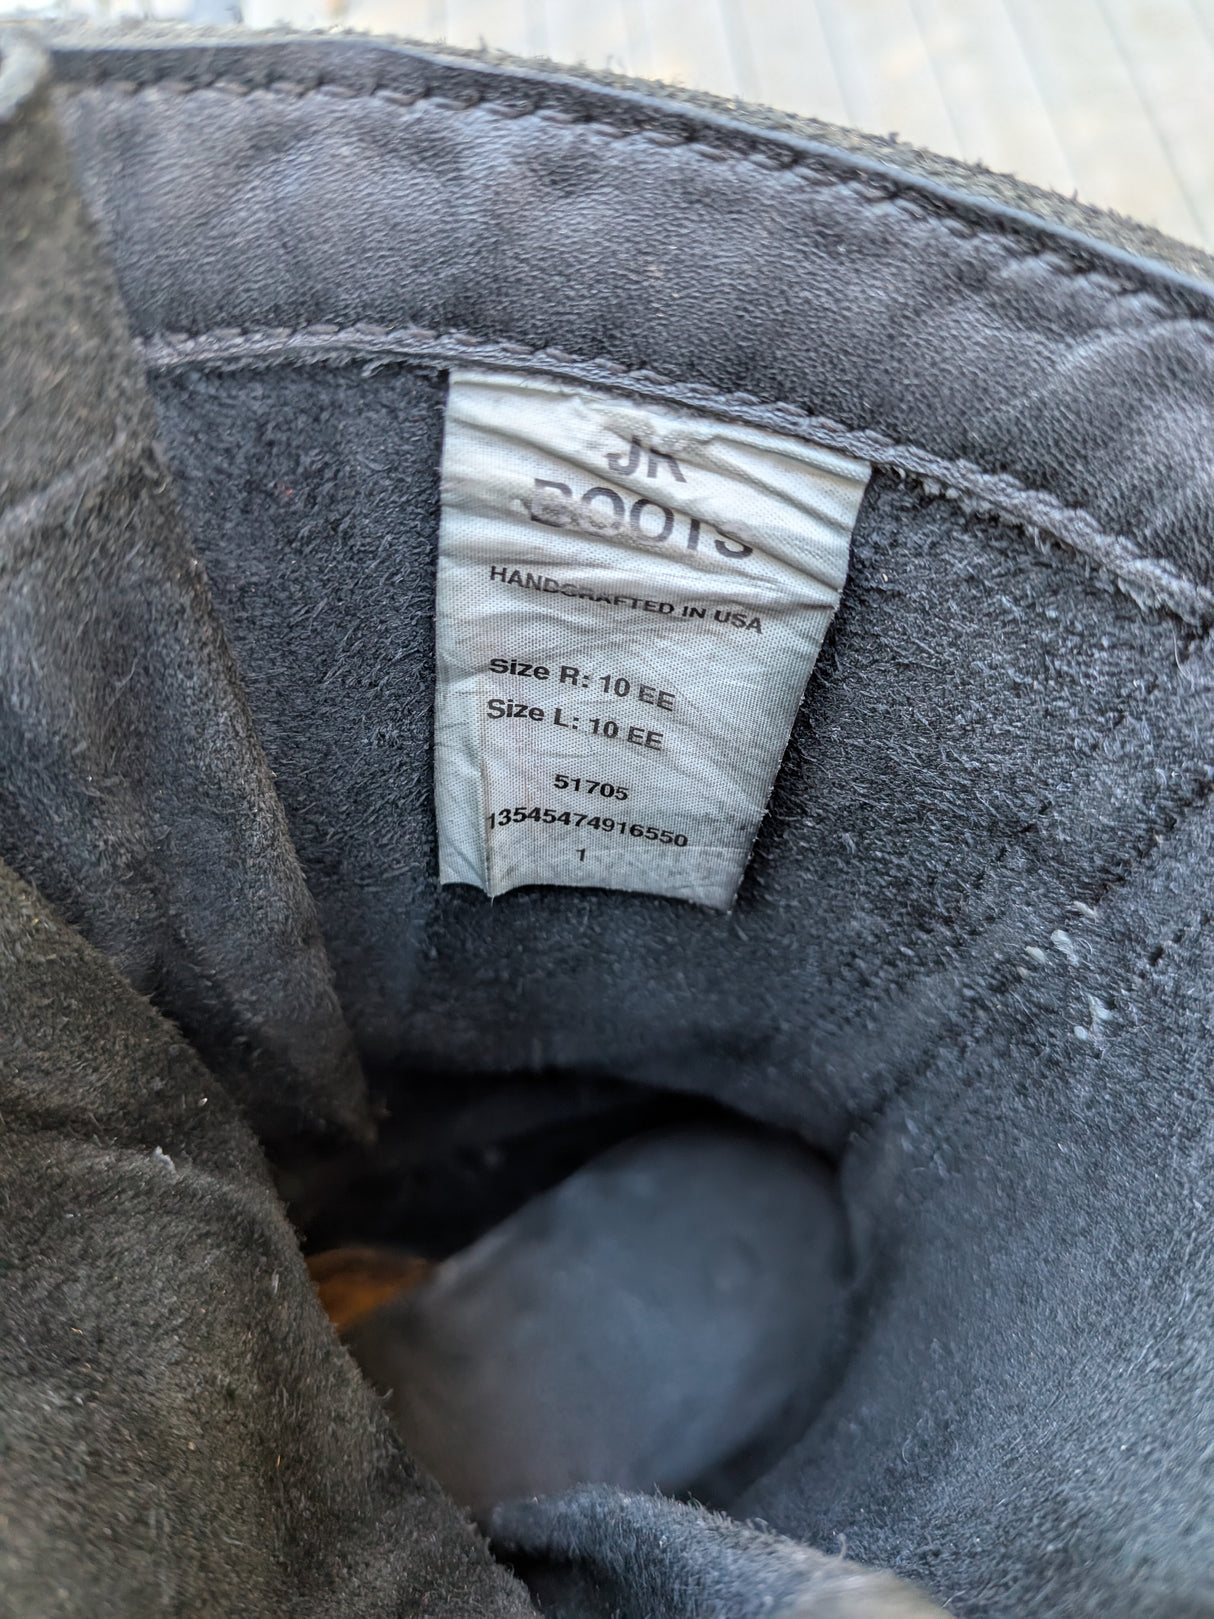 JK
BOOTS
HANDCRAFTED IN USA
Size R: 10 EE
Size L: 10 EE
51705
13545474916550
1